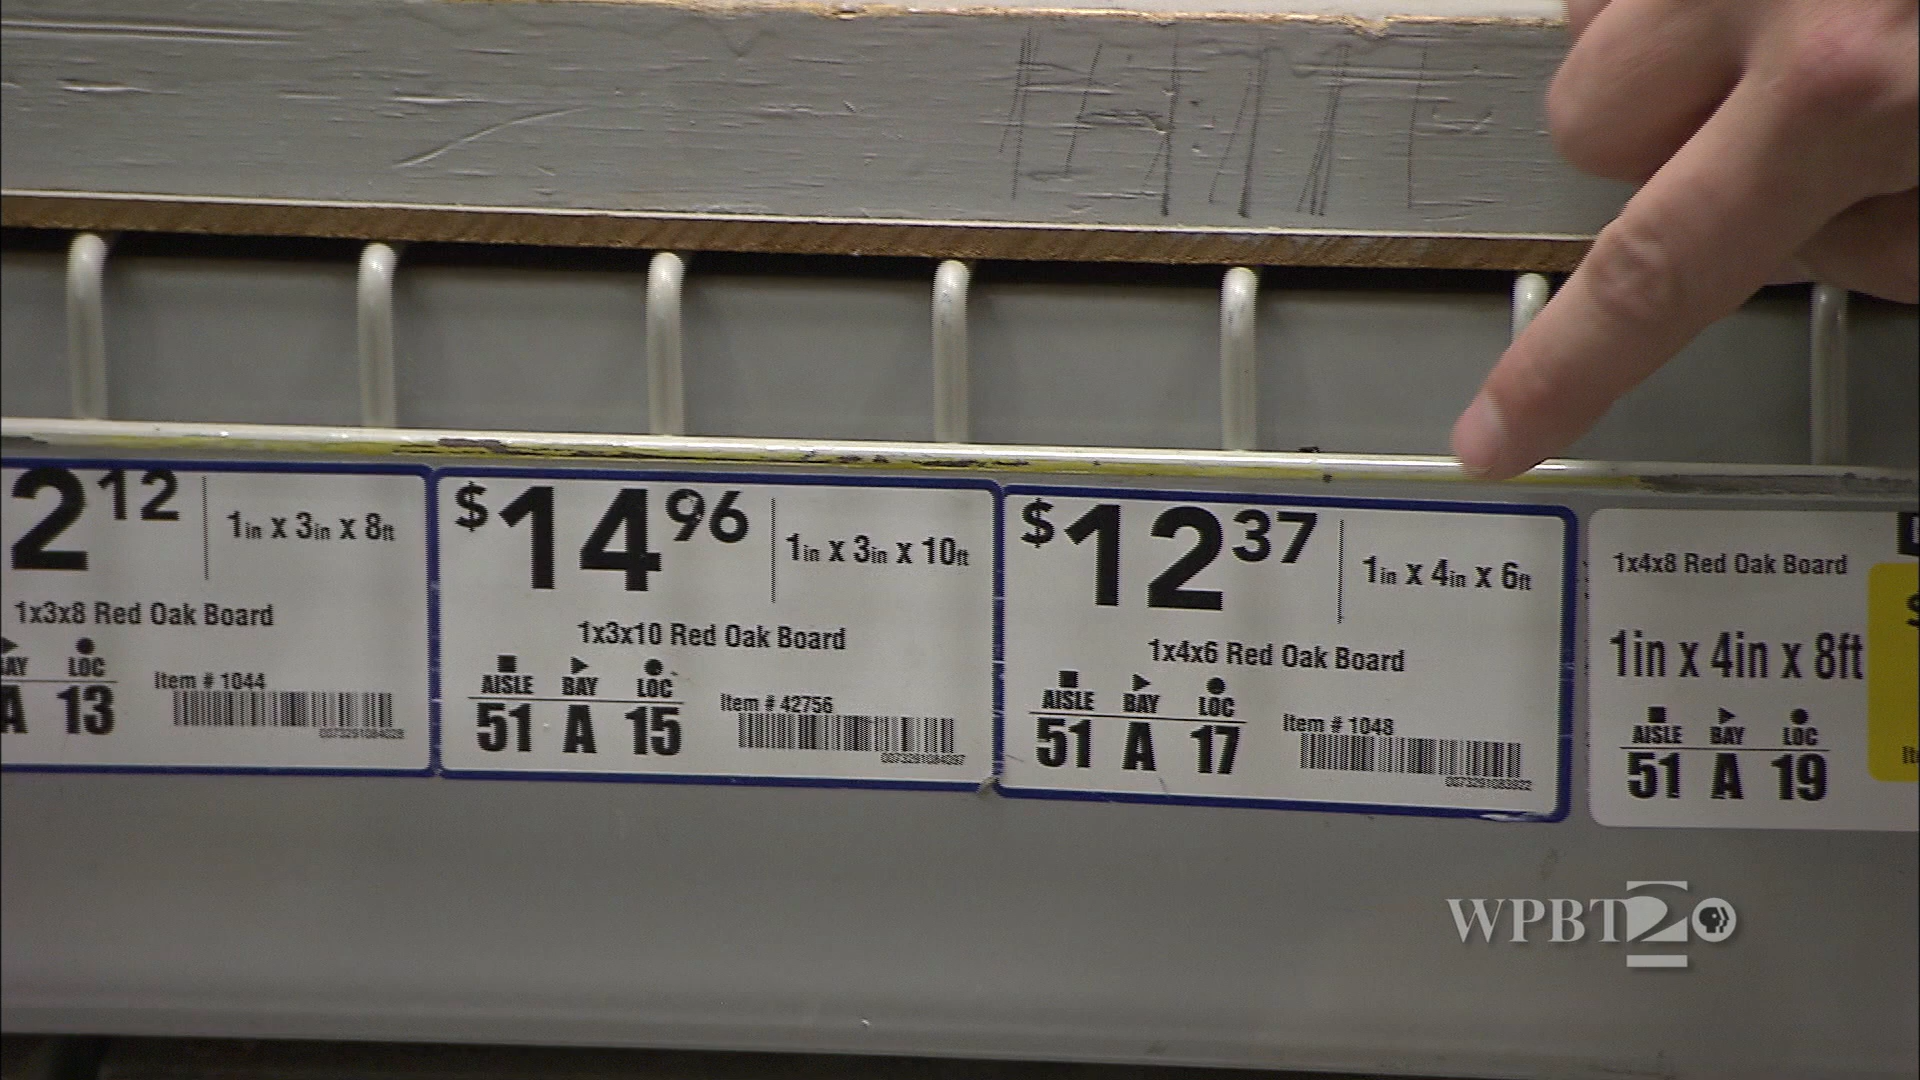 2 12
1in x 3in x 8ft
1x3x8 Red Oak Board
LOC
A 13
Item # 1044
$14 96
1in x 3in x 10ft
1x3x10 Red Oak Board
AISLE BAY LOC
51 A 15
Item # 42756
$12 37
1in x 4in x 6ft
1x4x6 Red Oak Board
AISLE BAY LOC
51 A 17
Item # 1048
1x4x8 Red Oak Board
1in x 4in x 8ft
AISLE BAY LOC
51 A 19
$
WPBT2